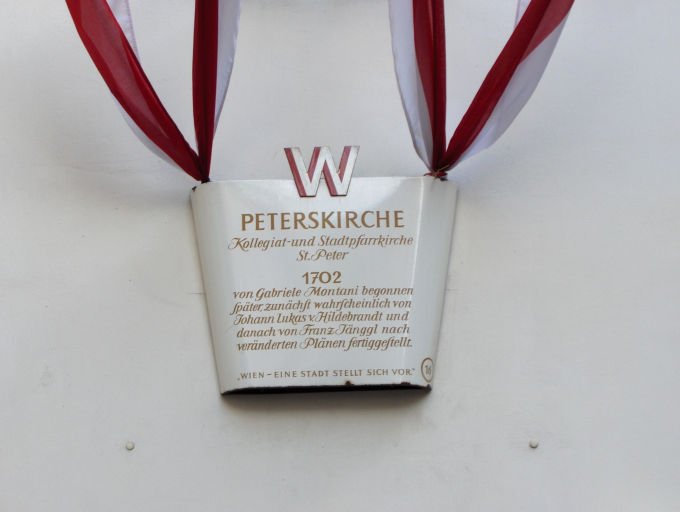 W
PETERSKIRCHE
Kollegiat-und Stadtpfarrkirche
St. Peter
1702
von Gabriele Montani begonnen
ſpäter, zunächſt wahrſcheinlich von
Johann Lukas v. Hildebrandt und
danach von Franz Jänggl nach
veränderten Plänen fertiggeſtellt.
„WIEN – EINE STADT STELLT SICH VOR.”
16